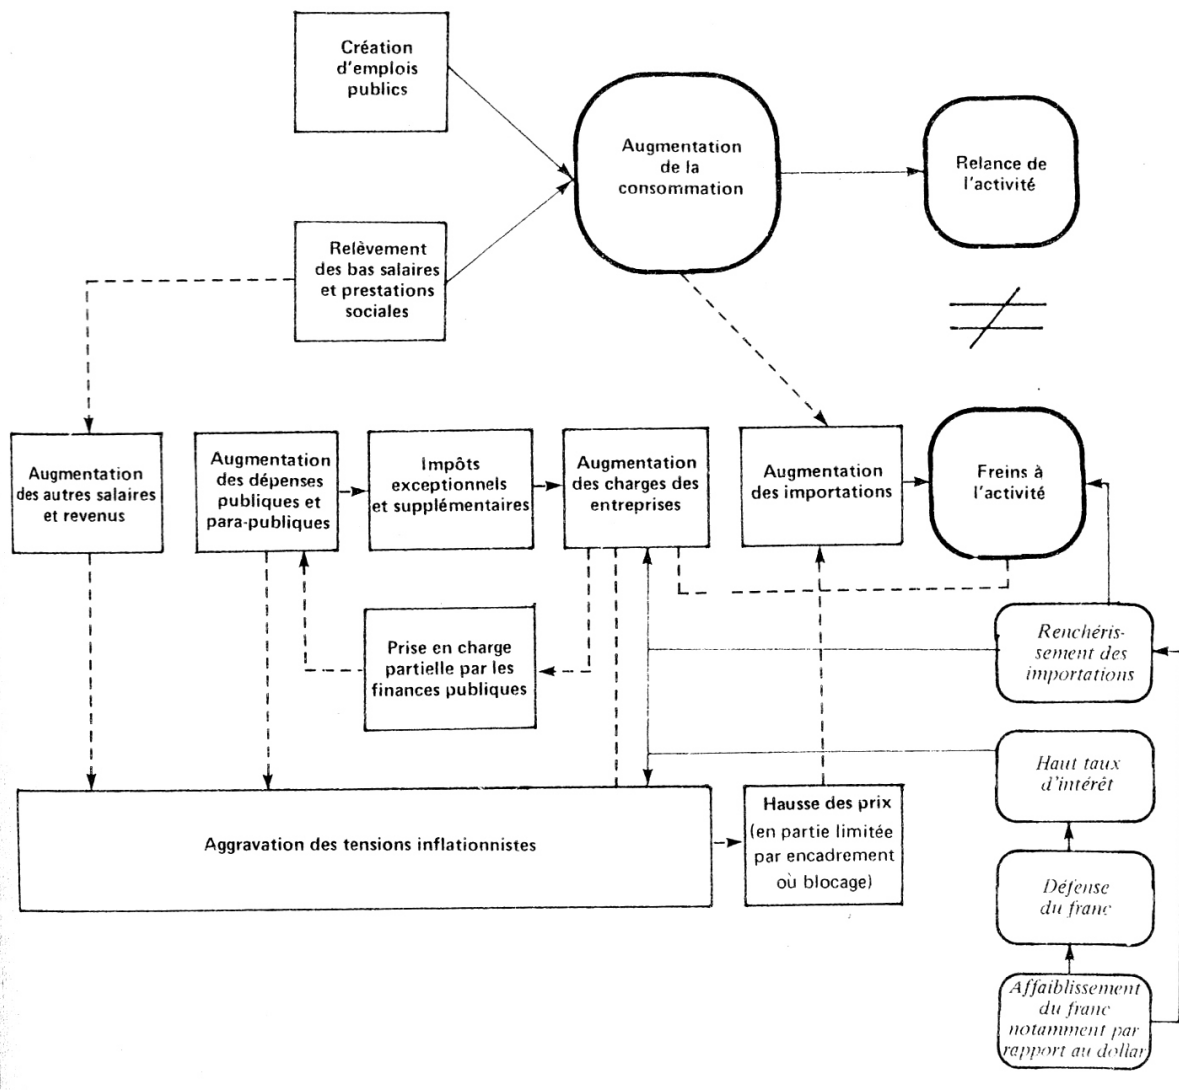 Création
d'emplois
publics
Augmentation
de la
consommation
Relance de
l'activité
Relèvement
des bas salaires
et prestations
sociales
Augmentation
des autres salaires
et revenus
Augmentation
des dépenses
publiques et
para-publiques
Impôts
exceptionnels
et supplémentaires
Augmentation
des charges des
entreprises
Augmentation
des importations
Freins à
l'activité
Prise en charge
partielle par les
finances publiques
Renchéris-
sement des
importations
Haut taux
d'intérêt
Aggravation des tensions inflationnistes
Hausse des prix
(en partie limitée
par encadrement
où blocage)
Défense
du franc
Affaiblissement
du franc
notamment par
rapport au dollar